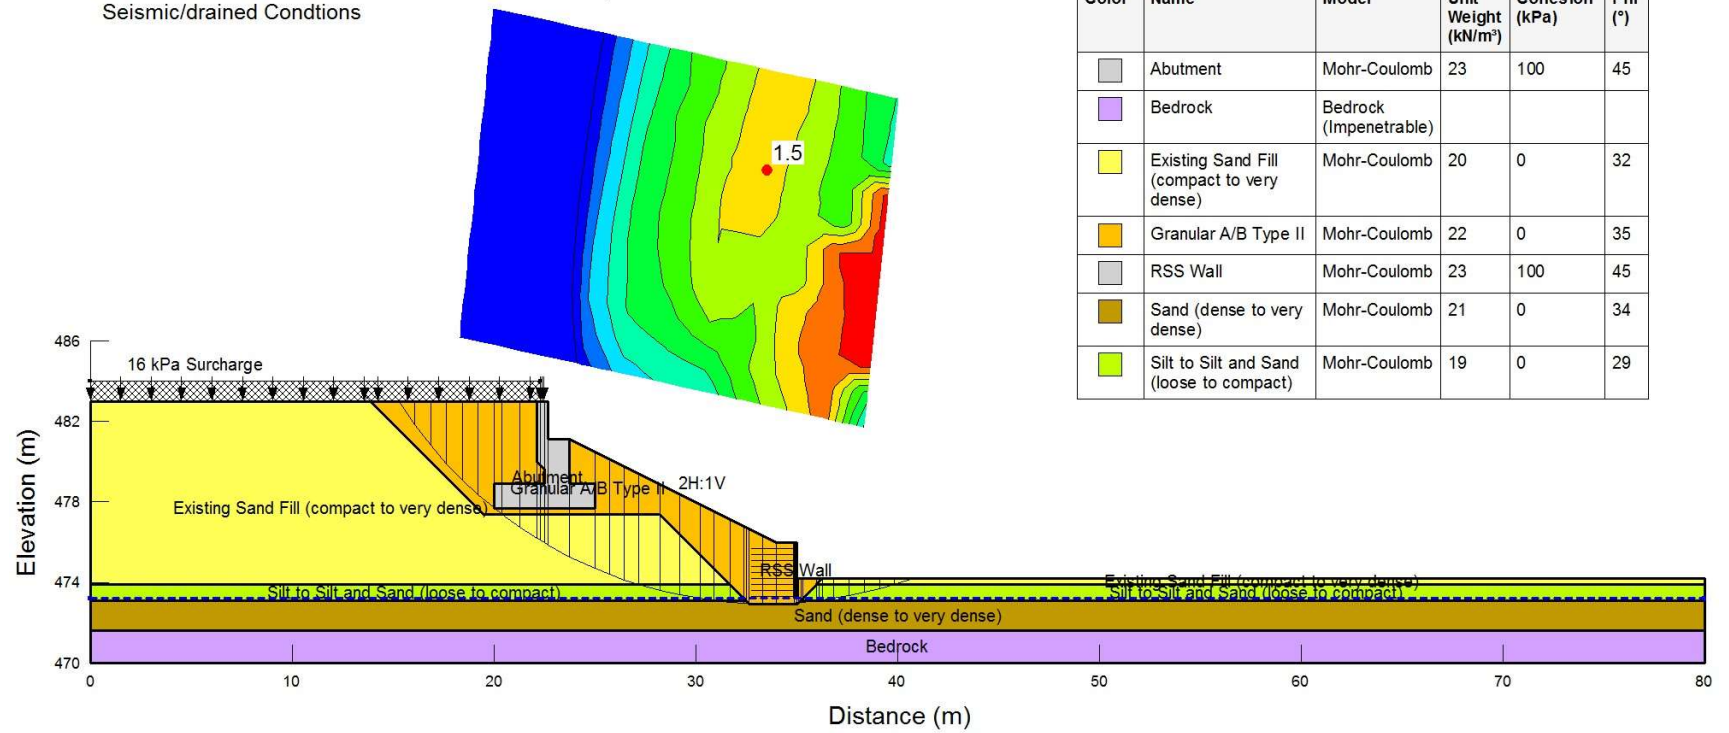 Seismic/drained Condtions
Color Name Model Unit Weight (kN/m³) Cohesion (kPa) Phi (°)
Abutment Mohr-Coulomb 23 100 45
Bedrock Bedrock (Impenetrable)
Existing Sand Fill (compact to very dense) Mohr-Coulomb 20 0 32
Granular A/B Type II Mohr-Coulomb 22 0 35
RSS Wall Mohr-Coulomb 23 100 45
Sand (dense to very dense) Mohr-Coulomb 21 0 34
Silt to Silt and Sand (loose to compact) Mohr-Coulomb 19 0 29
1.5
486
16 kPa Surcharge
482
Abutment
Granular A/B Type II
2H:1V
478
Existing Sand Fill (compact to very dense)
RSS Wall
474
Existing Sand Fill (compact to very dense)
Silt to Silt and Sand (loose to compact)
Silt to Silt and Sand (loose to compact)
Sand (dense to very dense)
Bedrock
470
Elevation (m)
0 10 20 30 40 50 60 70 80
Distance (m)